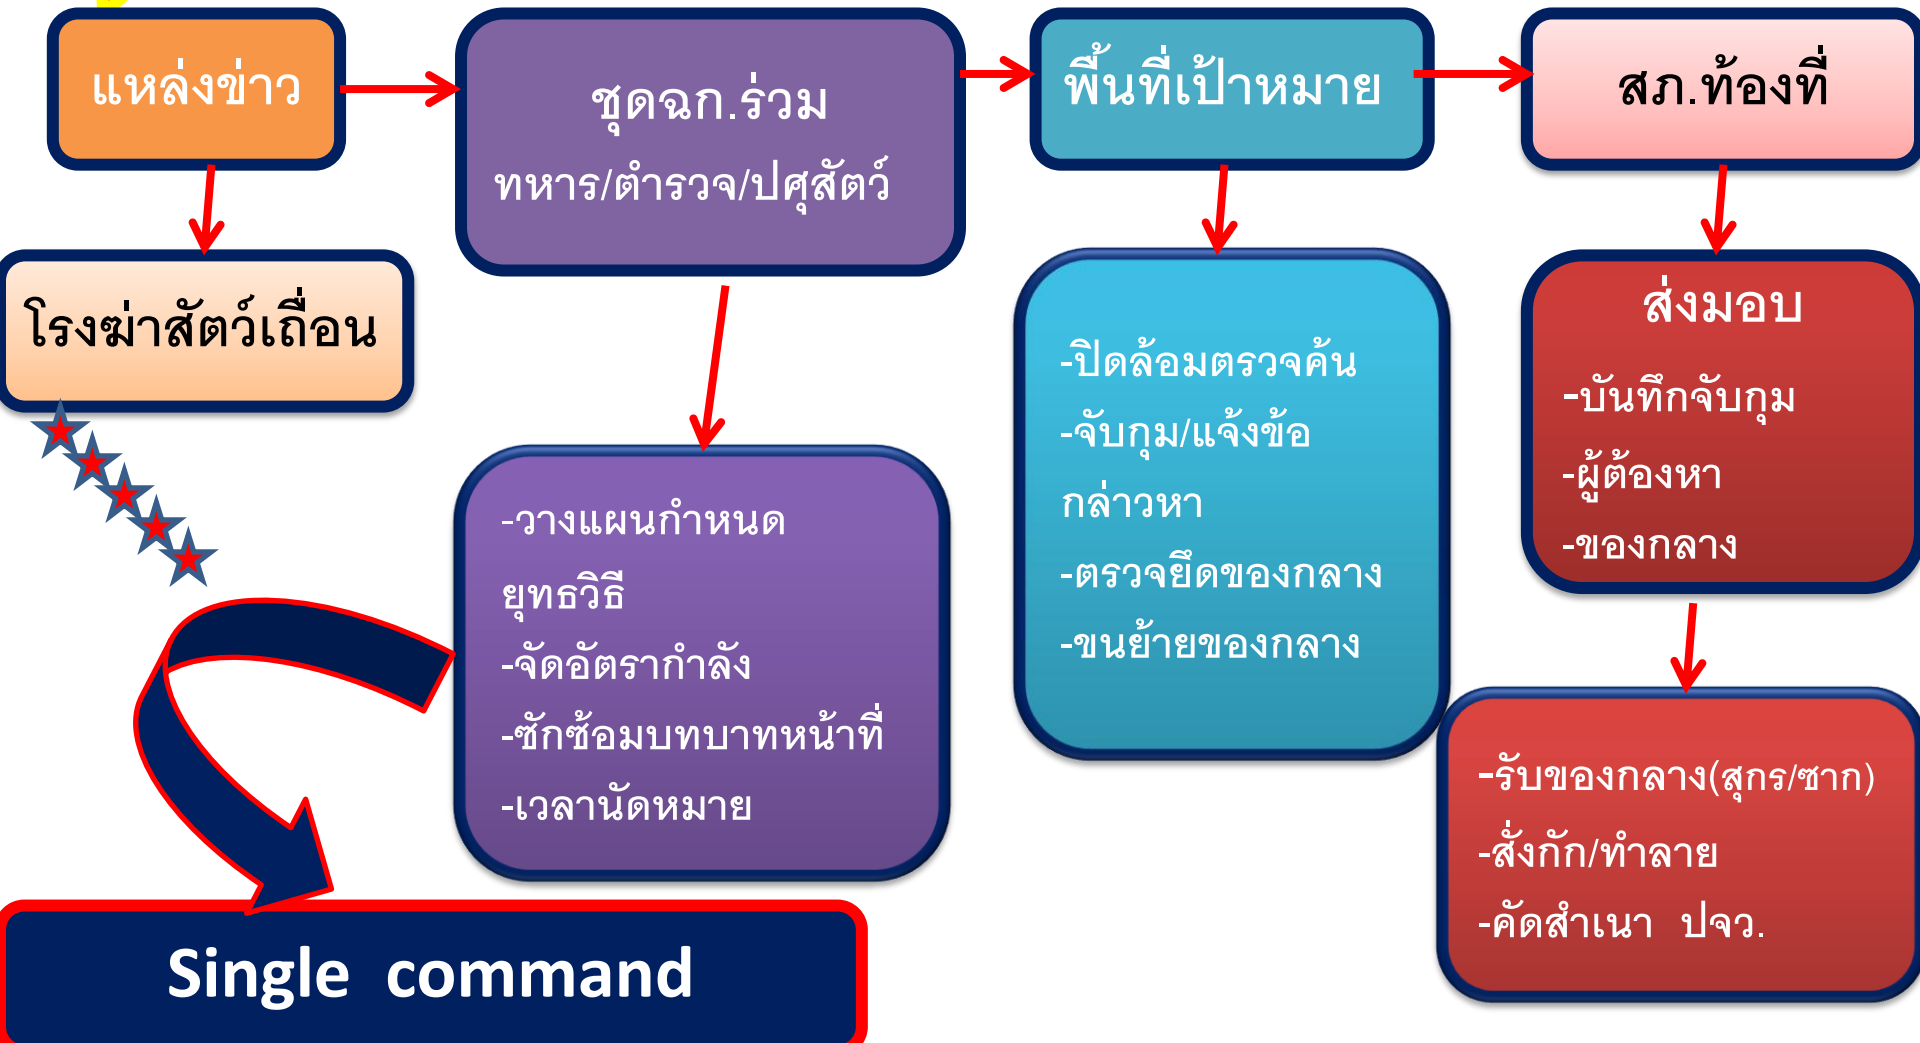 แหล่งข่าว
ชุดฉก.ร่วม
ทหาร/ตำรวจ/ปศุสัตว์
พื้นที่เป้าหมาย
สภ.ท้องที่
โรงฆ่าสัตว์เถื่อน
-วางแผนกำหนด
ยุทธวิธี
-จัดอัตรากำลัง
-ซักซ้อมบทบาทหน้าที่
-เวลานัดหมาย
-ปิดล้อมตรวจค้น
-จับกุม/แจ้งข้อ
กล่าวหา
-ตรวจยึดของกลาง
-ขนย้ายของกลาง
ส่งมอบ
-บันทึกจับกุม
-ผู้ต้องหา
-ของกลาง
-รับของกลาง(สุกร/ซาก)
-สั่งกัก/ทำลาย
-คัดสำเนา ปจว.
Single command